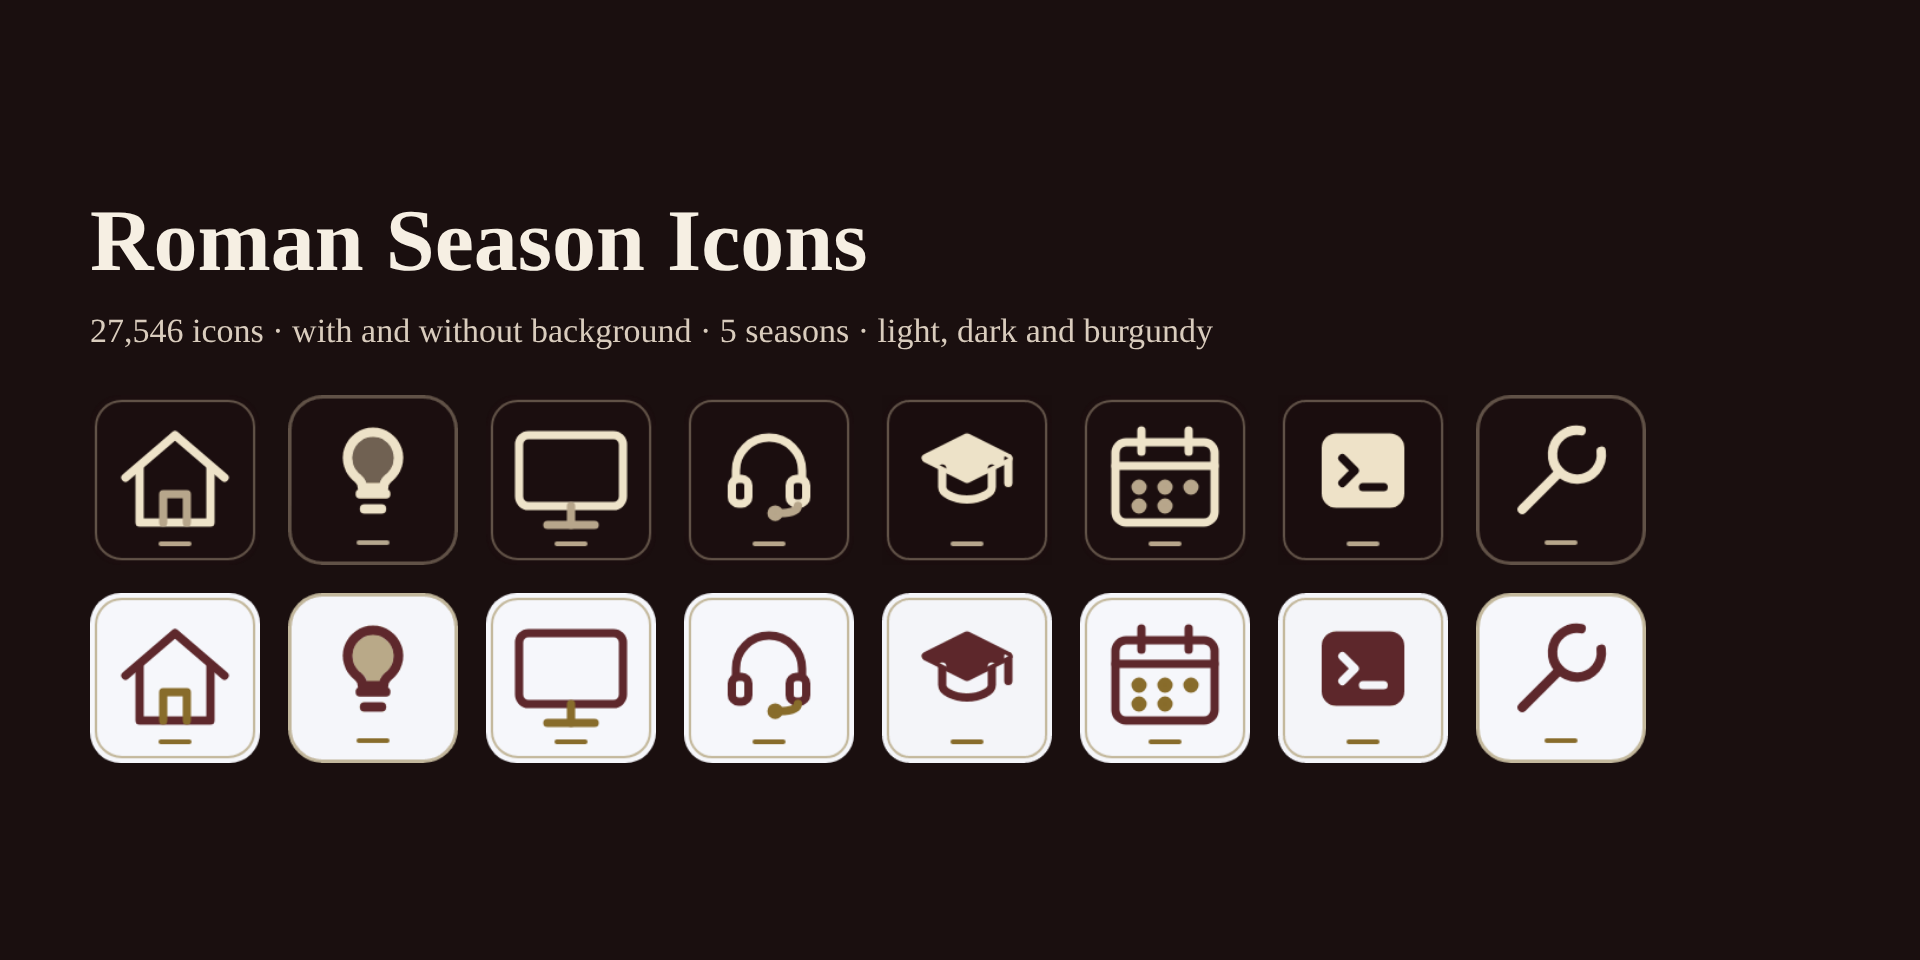 Roman Season Icons
27,546 icons · with and without background · 5 seasons · light, dark and burgundy